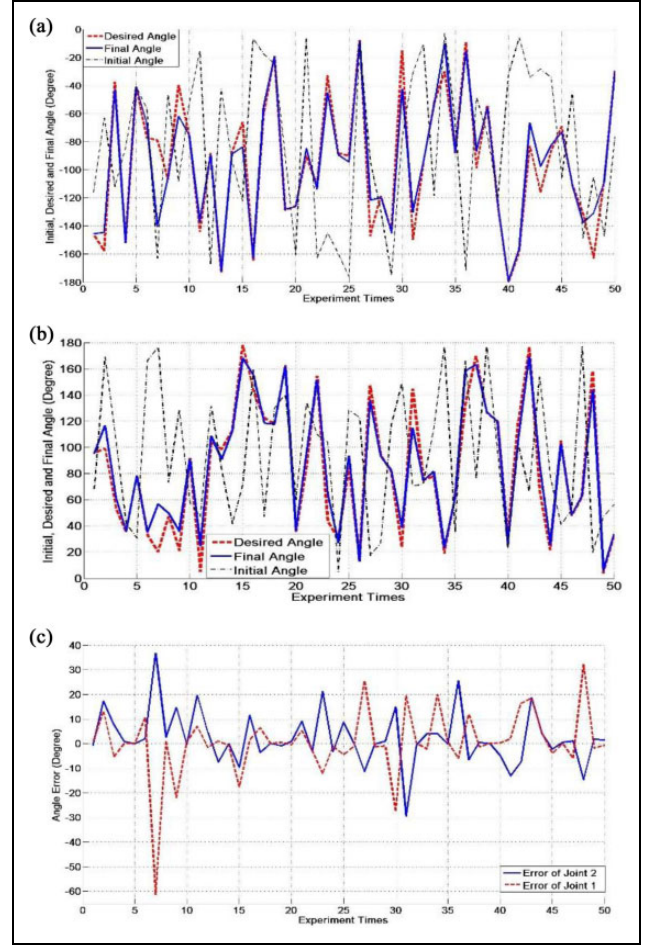 (a)
Initial, Desired and Final Angle (Degree)
0
-20
-40
-60
-80
-100
-120
-140
-160
-180
Desired Angle
Final Angle
Initial Angle
0 5 10 15 20 25 30 35 40 45 50
Experiment Times
(b)
Initial, Desired and Final Angle (Degree)
180
160
140
120
100
80
60
40
20
0
Desired Angle
Final Angle
Initial Angle
0 5 10 15 20 25 30 35 40 45 50
Experiment Times
(c)
Angle Error (Degree)
40
30
20
10
0
-10
-20
-30
-40
-50
-60
Error of Joint 2
Error of Joint 1
0 5 10 15 20 25 30 35 40 45 50
Experiment Times